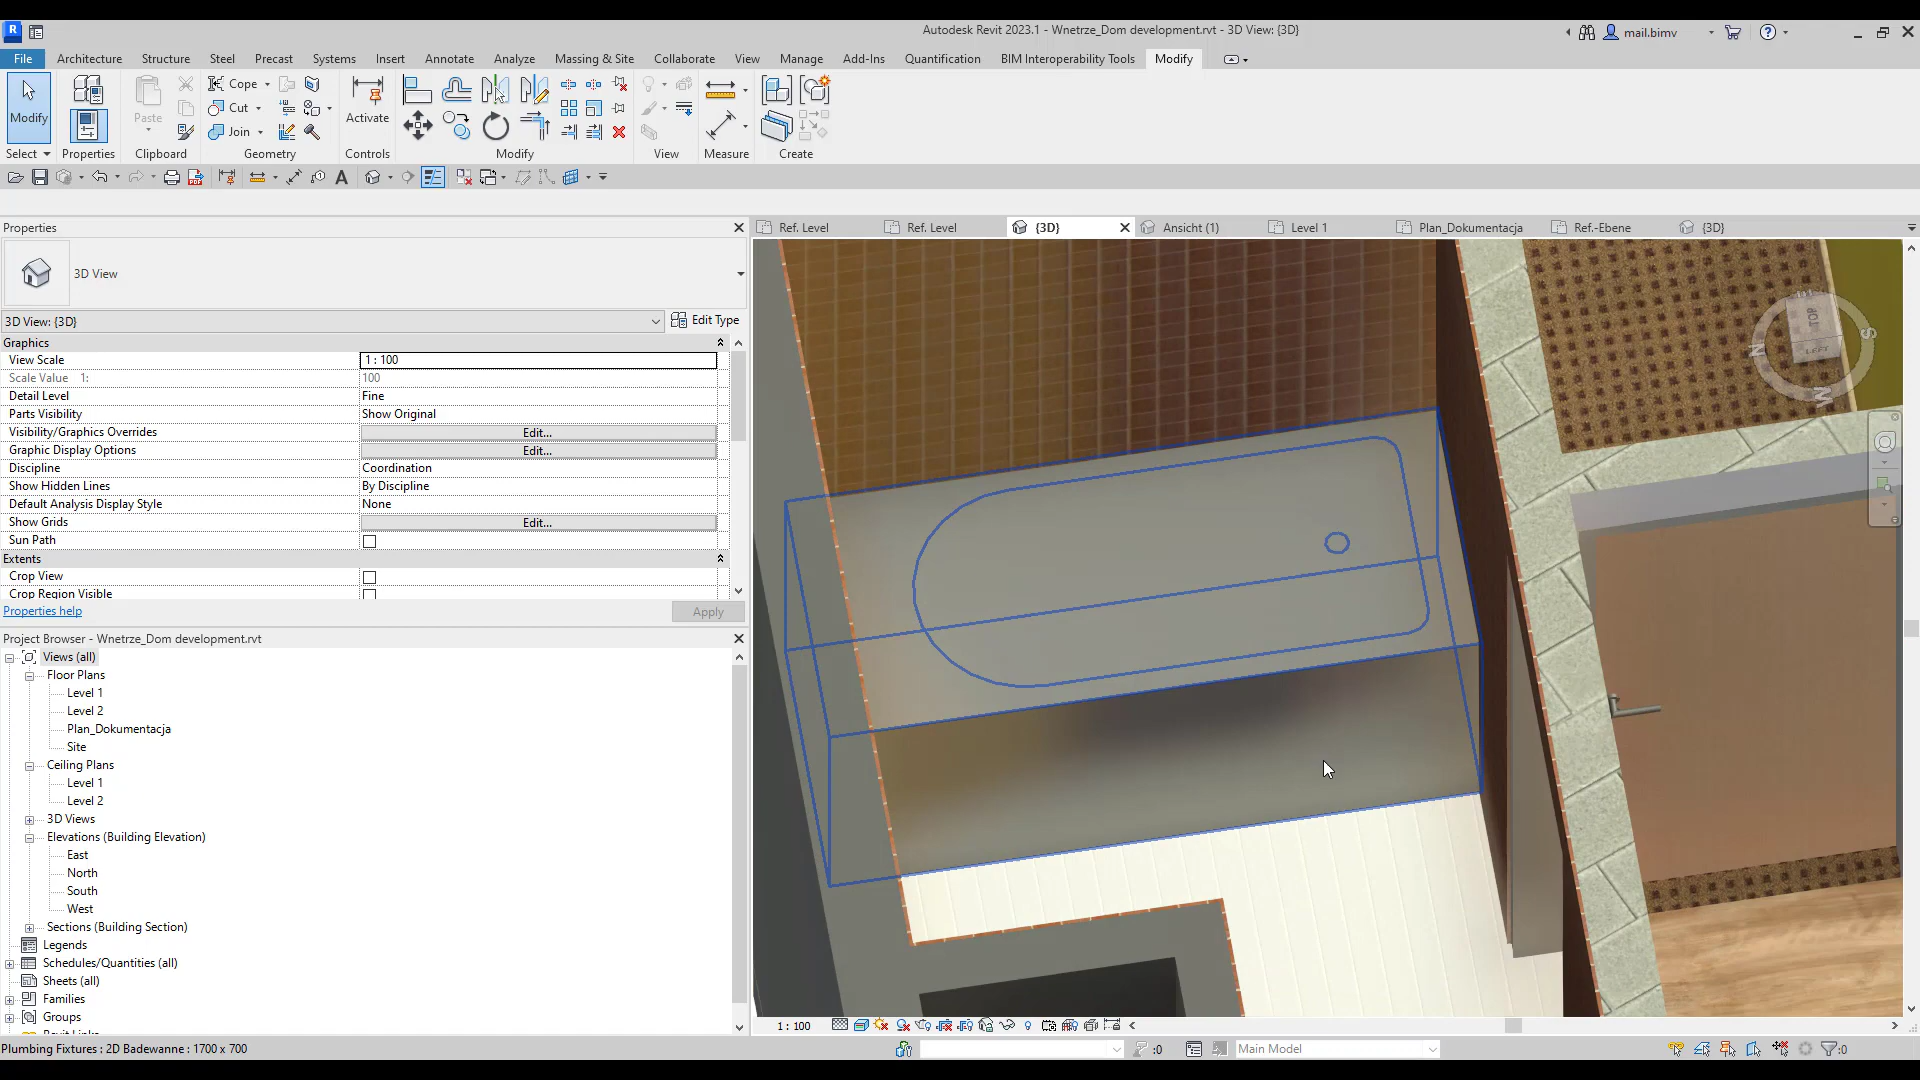 Autodesk Revit 2023.1 - Wnetrze_Dom development.rvt - 3D View: {3D}
mail.bimv
File Architecture Structure Steel Precast Systems Insert Annotate Analyze Massing & Site Collaborate View Manage Add-Ins Quantification BIM Interoperability Tools Modify
Modify
Paste
Cope
Cut
Join
Activate
Select Properties Clipboard Geometry Controls Modify View Measure Create
Properties
Ref. Level Ref. Level {3D} Ansicht (1) Level 1 Plan_Dokumentacja Ref.-Ebene {3D}
3D View
3D View: {3D} Edit Type
Graphics
View Scale 1 : 100
Scale Value 1: 100
Detail Level Fine
Parts Visibility Show Original
Visibility/Graphics Overrides Edit...
Graphic Display Options Edit...
Discipline Coordination
Show Hidden Lines By Discipline
Default Analysis Display Style None
Show Grids Edit...
Sun Path
Extents
Crop View
Crop Region Visible
Properties help Apply
Project Browser - Wnetrze_Dom development.rvt
Views (all)
Floor Plans
Level 1
Level 2
Plan_Dokumentacja
Site
Ceiling Plans
Level 1
Level 2
3D Views
Elevations (Building Elevation)
East
North
South
West
Sections (Building Section)
Legends
Schedules/Quantities (all)
Sheets (all)
Families
Groups
Revit Links
TOP
LEFT
N
S
W
1 : 100
Plumbing Fixtures : 2D Badewanne : 1700 x 700
:0
Main Model
:0